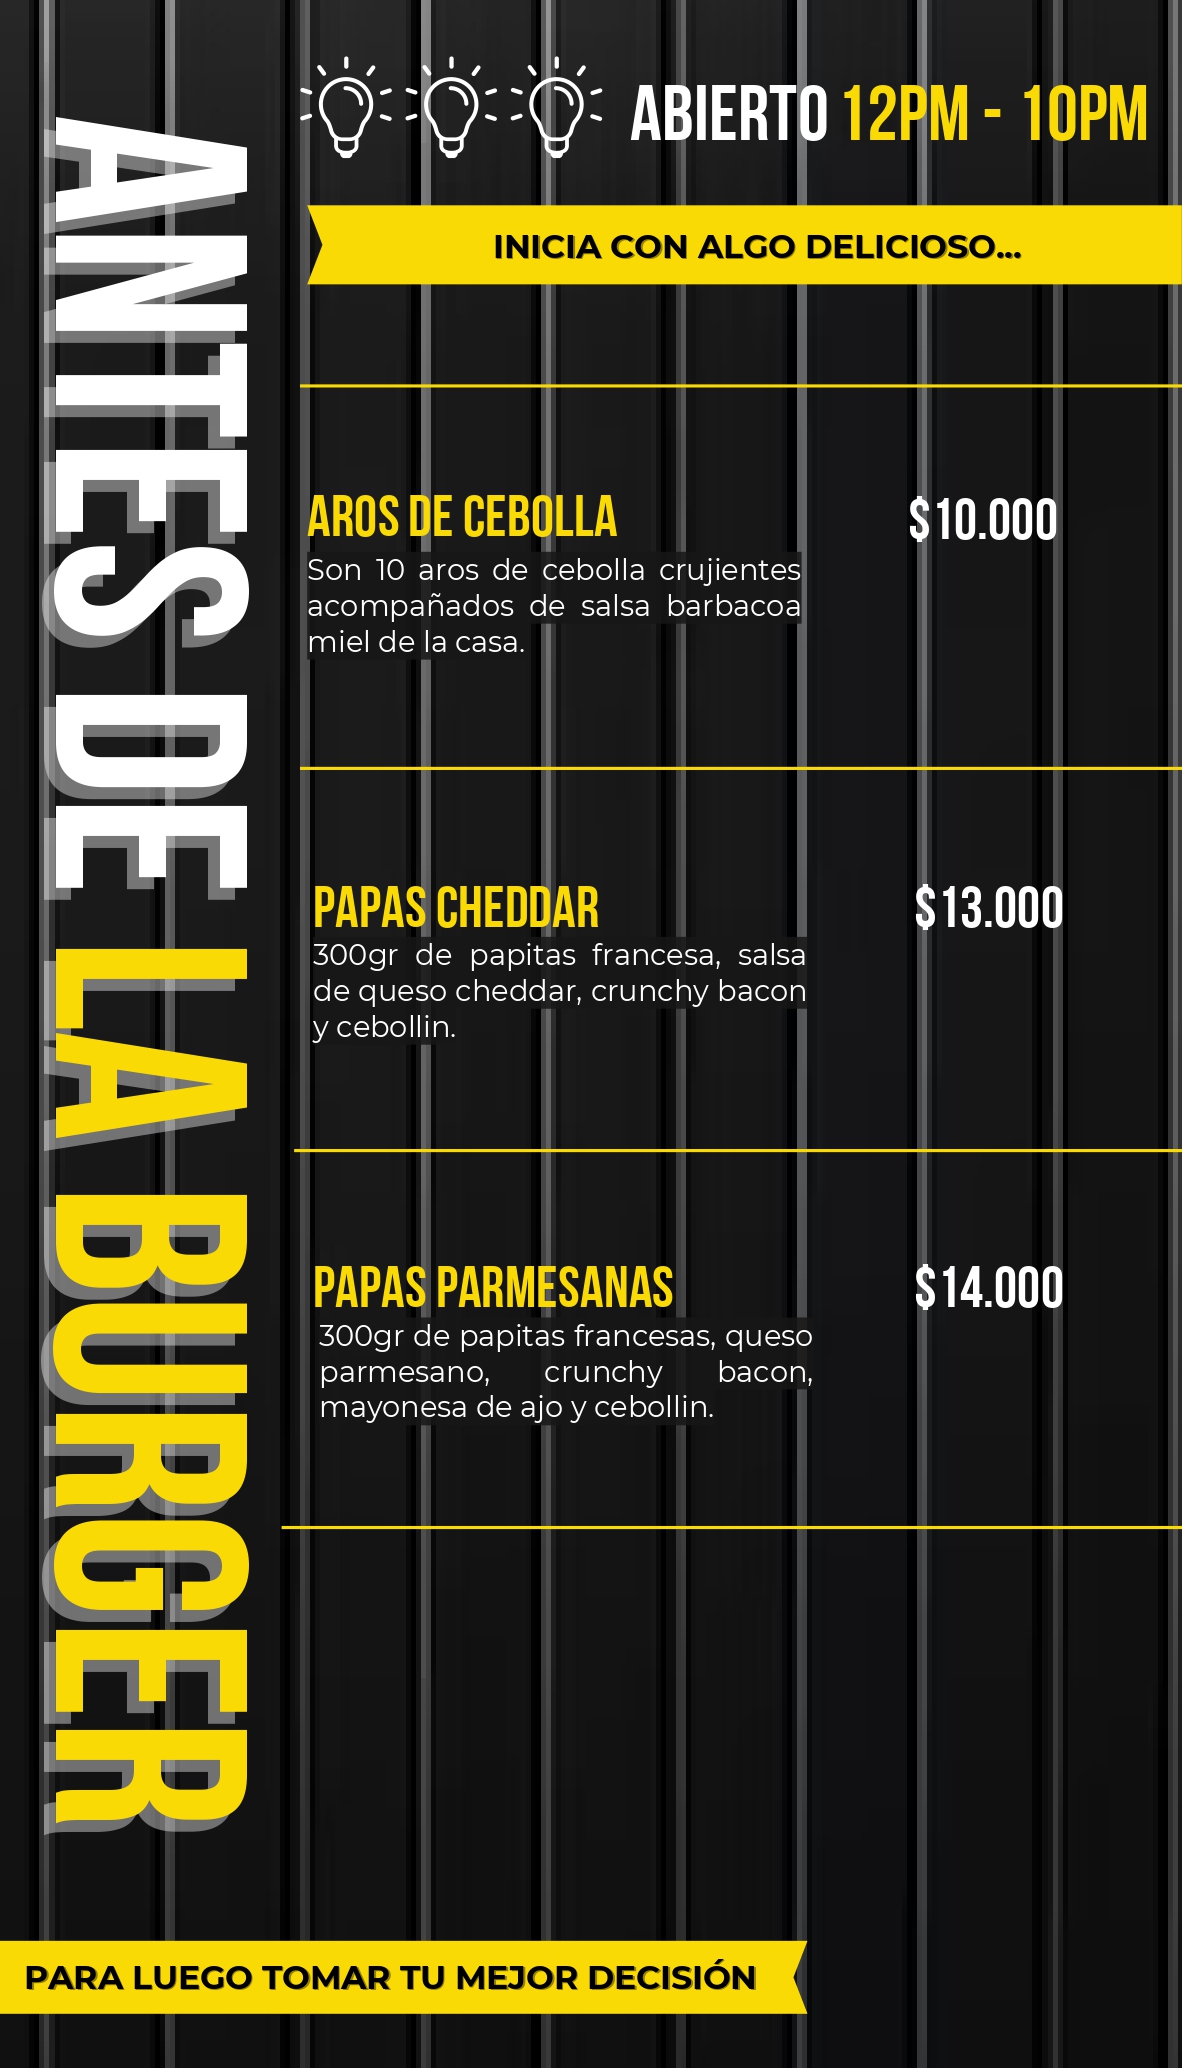 ABIERTO 12PM - 10PM
INICIA CON ALGO DELICIOSO...
ANTES DE LA BURGER
AROS DE CEBOLLA $10.000
Son 10 aros de cebolla crujientes
acompañados de salsa barbacoa
miel de la casa.
PAPAS CHEDDAR $13.000
300gr de papitas francesa, salsa
de queso cheddar, crunchy bacon
y cebollin.
PAPAS PARMESANAS $14.000
300gr de papitas francesas, queso
parmesano, crunchy bacon,
mayonesa de ajo y cebollin.
PARA LUEGO TOMAR TU MEJOR DECISIÓN